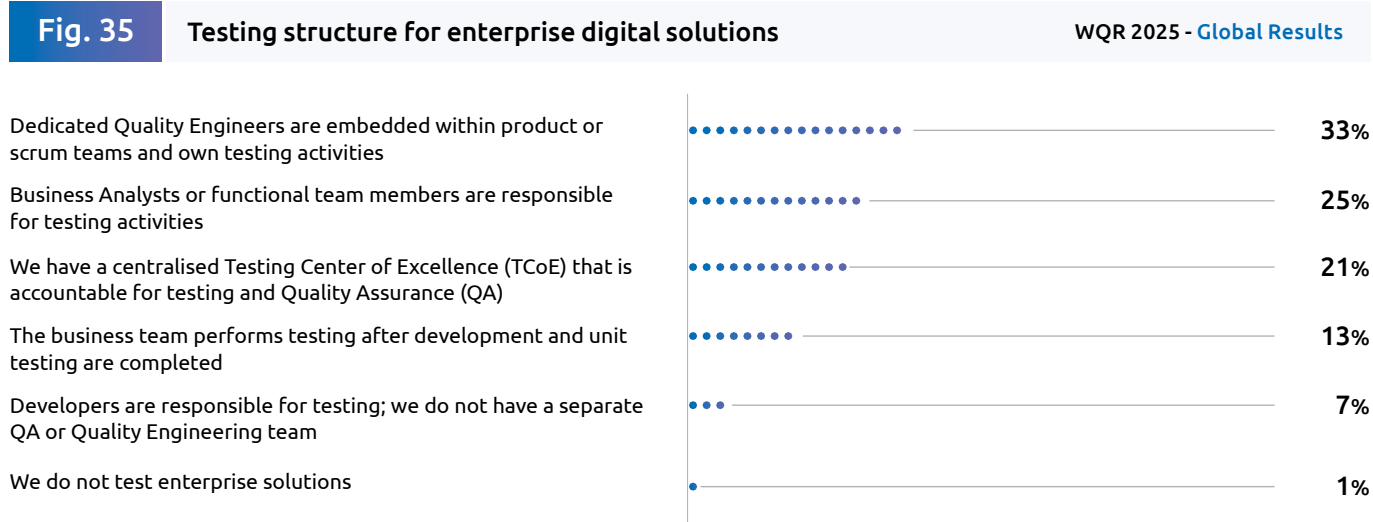 Fig. 35
Testing structure for enterprise digital solutions
WQR 2025 - Global Results
Dedicated Quality Engineers are embedded within product or
scrum teams and own testing activities
33%
Business Analysts or functional team members are responsible
for testing activities
25%
We have a centralised Testing Center of Excellence (TCoE) that is
accountable for testing and Quality Assurance (QA)
21%
The business team performs testing after development and unit
testing are completed
13%
Developers are responsible for testing; we do not have a separate
QA or Quality Engineering team
7%
We do not test enterprise solutions
1%